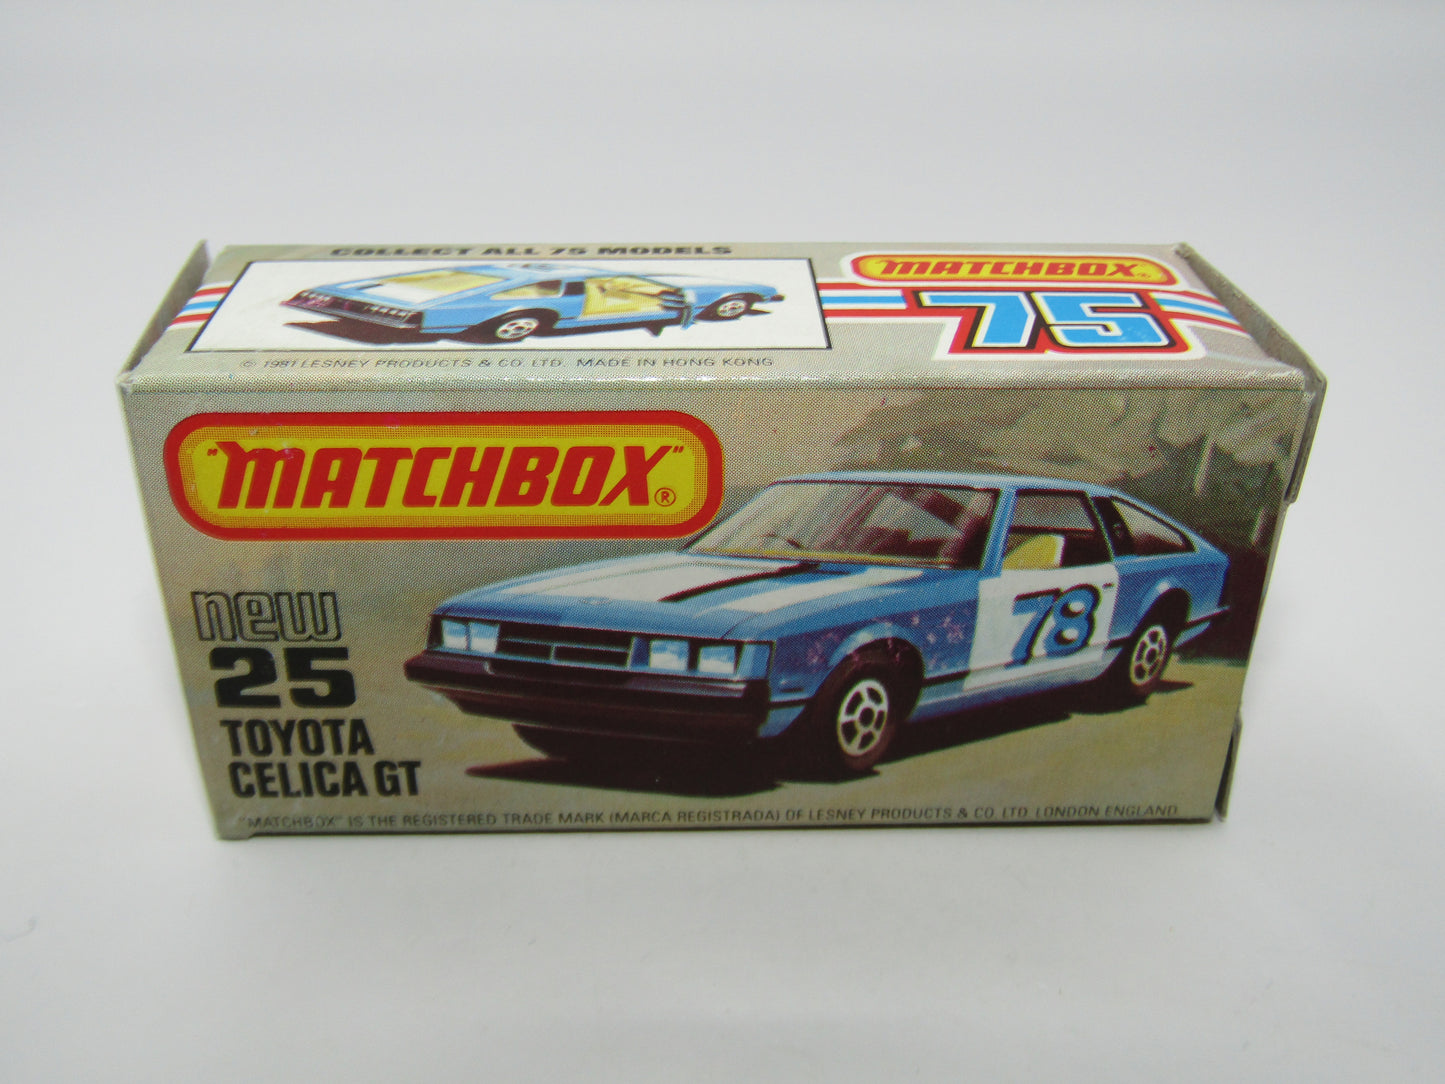 COLLECT ALL 75 MODELS
"MATCHBOX"®
75
© 1981 LESNEY PRODUCTS & CO. LTD. MADE IN HONG KONG
"MATCHBOX"®
new
25
TOYOTA
CELICA GT
78
"MATCHBOX" IS THE REGISTERED TRADE MARK (MARCA REGISTRADA) OF LESNEY PRODUCTS & CO. LTD. LONDON ENGLAND